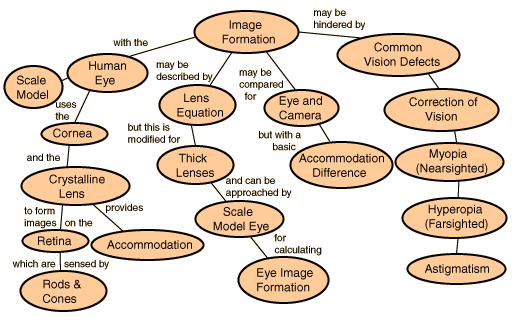 Image
Formation
may be
hindered by
with the
Common
Vision Defects
Human
Eye
Scale
Model
may be
described by
may be
compared
for
uses
the
Lens
Equation
Eye and
Camera
Correction of
Vision
Cornea
but this is
modified for
but with a
basic
and the
Thick
Lenses
Accommodation
Difference
Myopia
(Nearsighted)
Crystalline
Lens
and can be
approached by
to form
images
on the
provides
Scale
Model Eye
Hyperopia
(Farsighted)
Retina
Accommodation
for
calculating
which are
sensed by
Eye Image
Formation
Astigmatism
Rods &
Cones